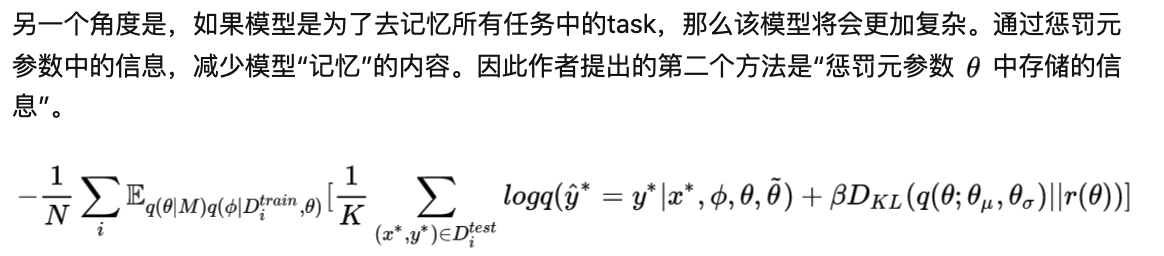 另一个角度是，如果模型是为了去记忆所有任务中的task，那么该模型将会更加复杂。通过惩罚元
参数中的信息，减少模型“记忆”的内容。因此作者提出的第二个方法是“惩罚元参数 θ 中存储的信
息”。
$-\frac{1}{N}\sum_{i}\mathbb{E}_{q(\theta|M)q(\phi|D_i^{train},\theta)}[\frac{1}{K}\sum_{(x^*,y^*)\in D_i^{test}} logq(\hat{y}^*=y^*|x^*,\phi,\theta,\tilde{\theta})+\beta D_{KL}(q(\theta;\theta_\mu,\theta_\sigma)||r(\theta))]$